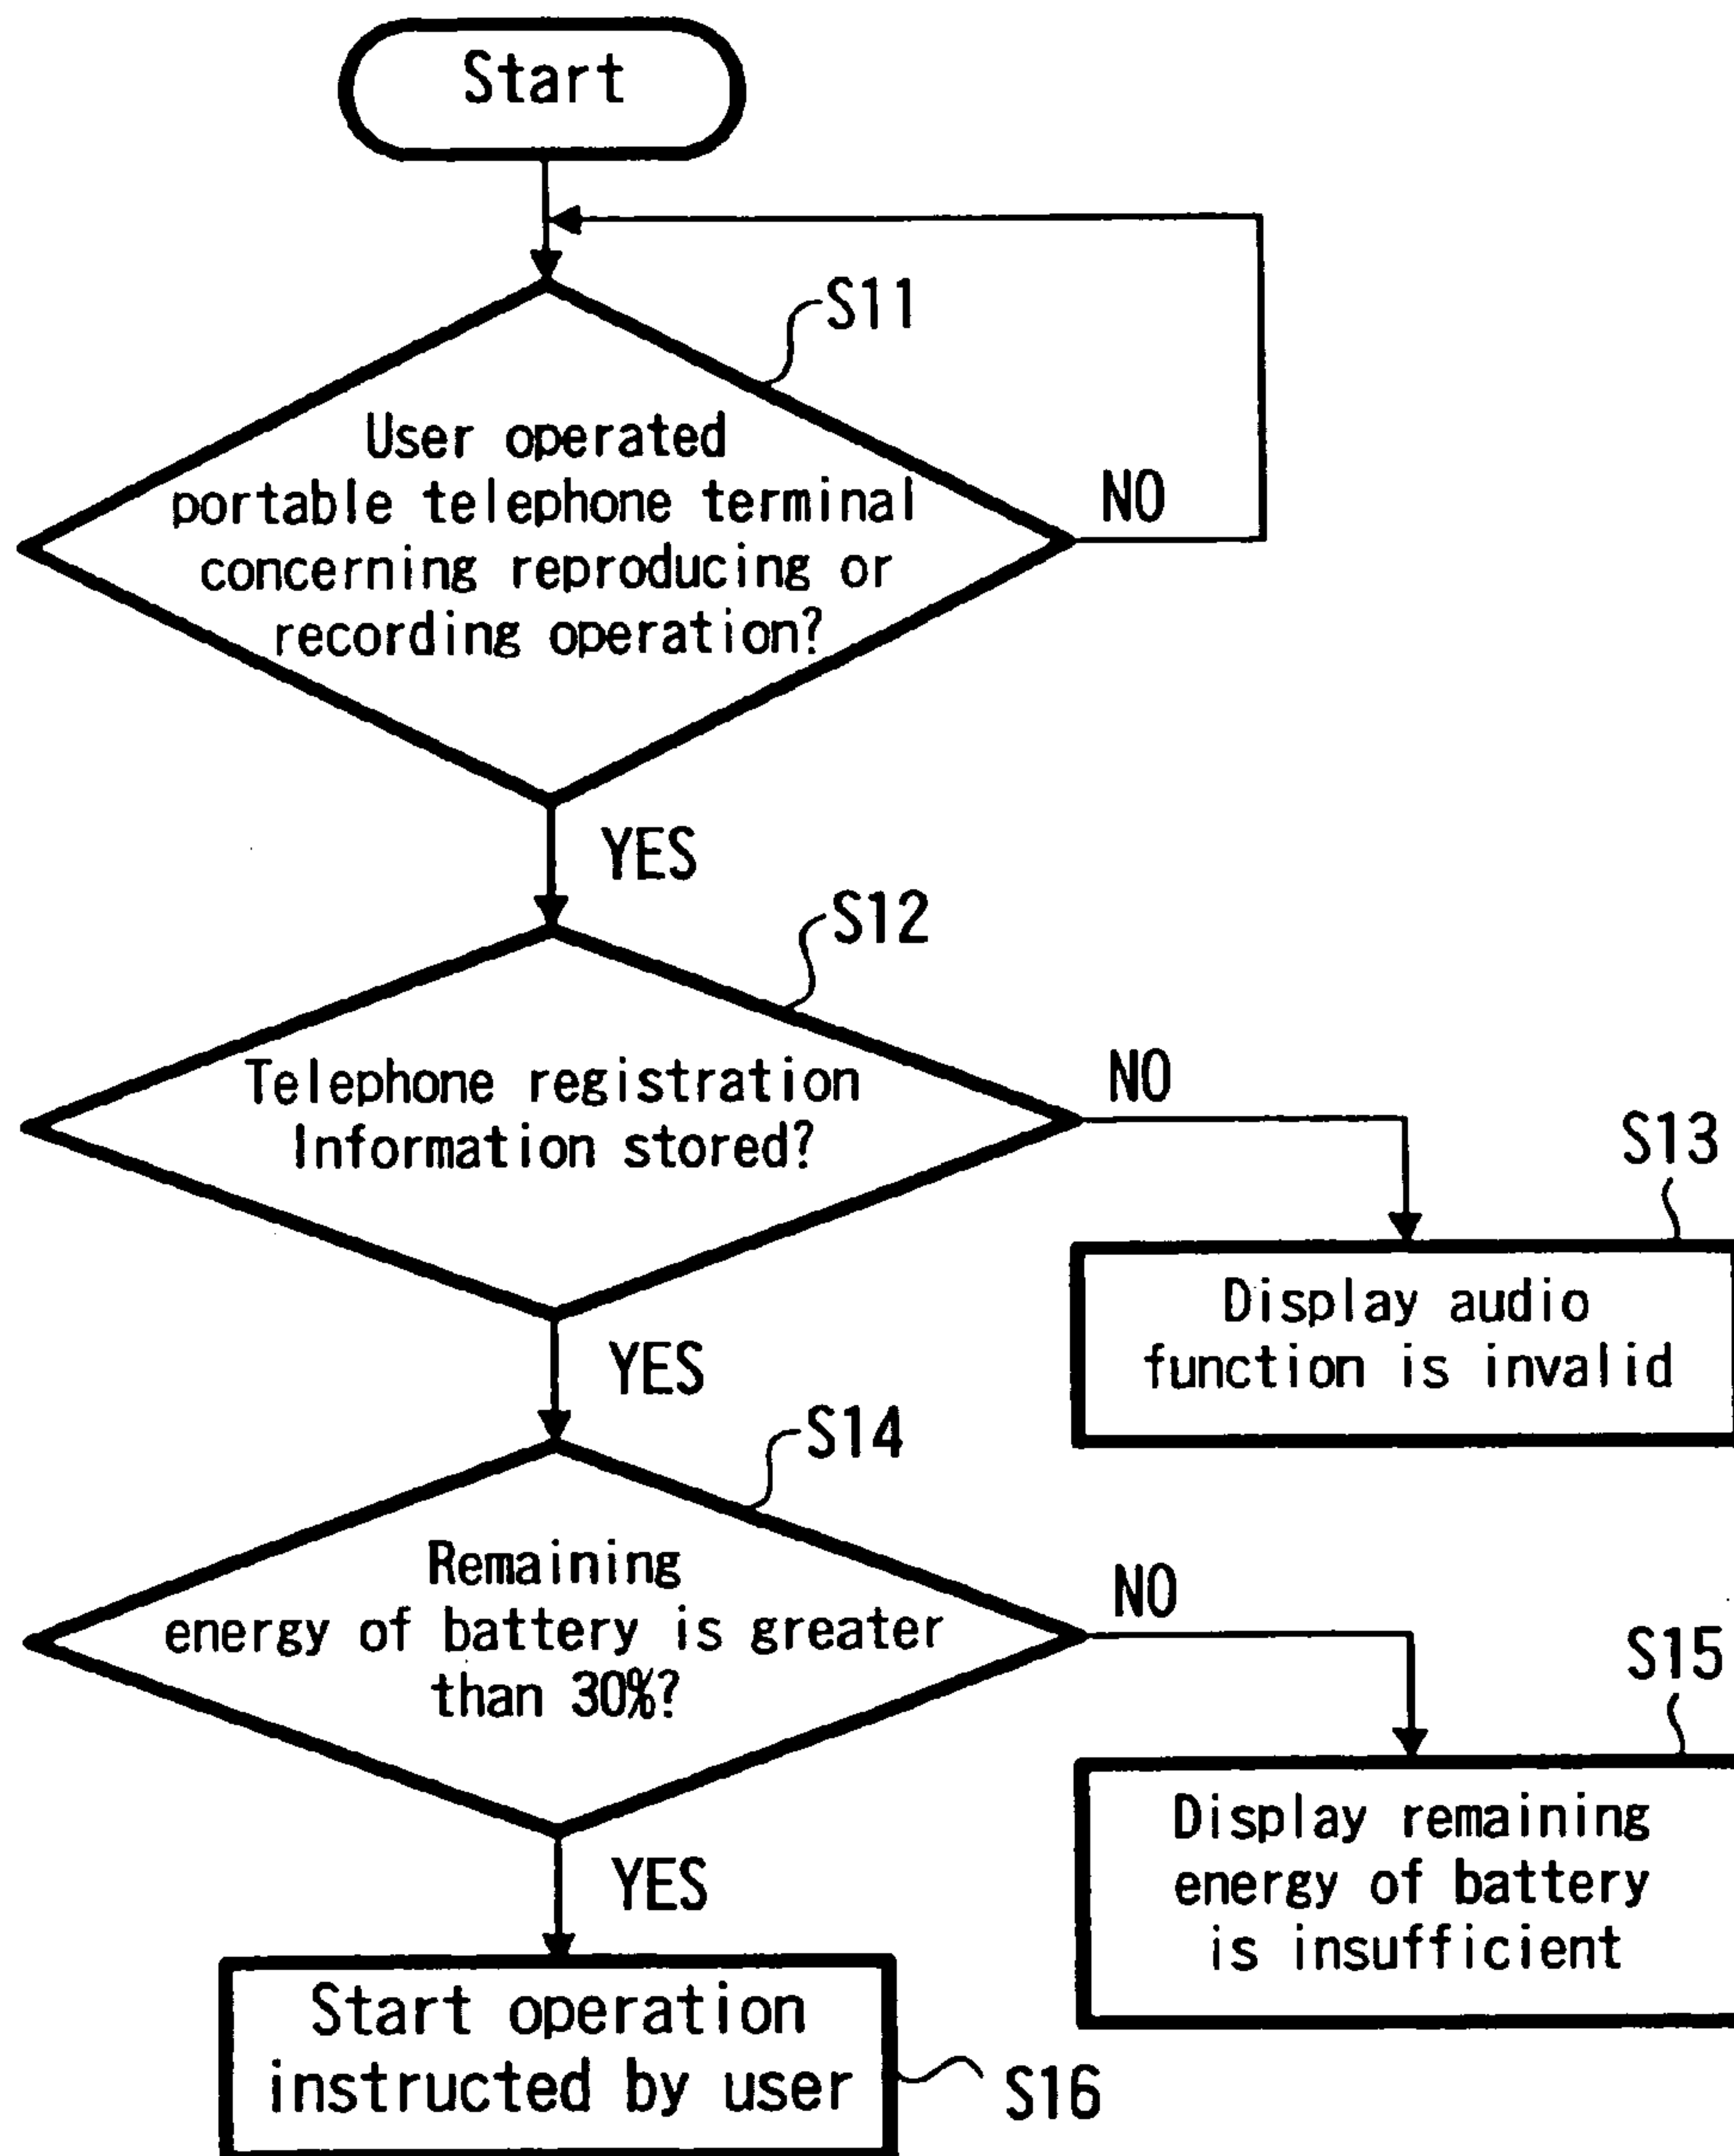 Start
S11
User operated
portable telephone terminal
concerning reproducing or
recording operation?
NO
YES
S12
Telephone registration
Information stored?
NO
S13
Display audio
function is invalid
YES
S14
Remaining
energy of battery is greater
than 30%?
NO
S15
Display remaining
energy of battery
is insufficient
YES
Start operation
instructed by user
S16